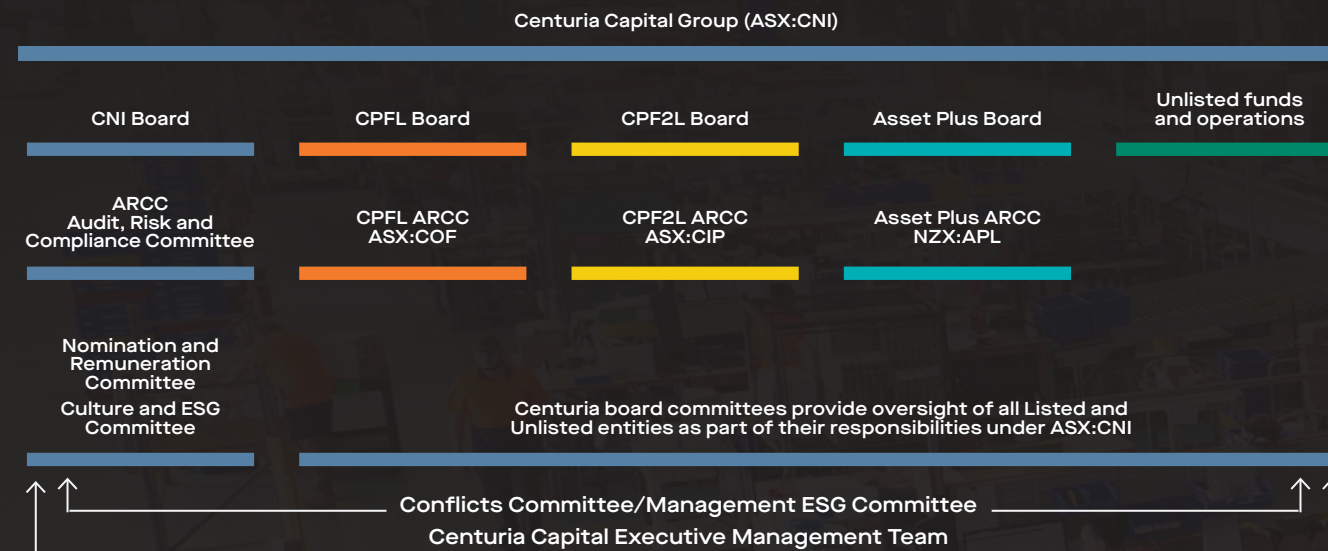 Centuria Capital Group (ASX:CNI)
CNI Board
CPFL Board
CPF2L Board
Asset Plus Board
Unlisted funds
and operations
ARCC
Audit, Risk and
Compliance Committee
CPFL ARCC
ASX:COF
CPF2L ARCC
ASX:CIP
Asset Plus ARCC
NZX:APL
Nomination and
Remuneration
Committee
Culture and ESG
Committee
Centuria board committees provide oversight of all Listed and
Unlisted entities as part of their responsibilities under ASX:CNI
Conflicts Committee/Management ESG Committee
Centuria Capital Executive Management Team